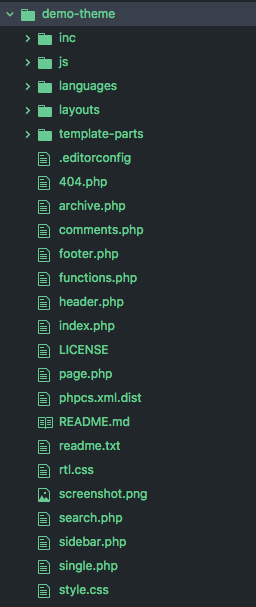 demo-theme
inc
js
languages
layouts
template-parts
.editorconfig
404.php
archive.php
comments.php
footer.php
functions.php
header.php
index.php
LICENSE
page.php
phpcs.xml.dist
README.md
readme.txt
rtl.css
screenshot.png
search.php
sidebar.php
single.php
style.css